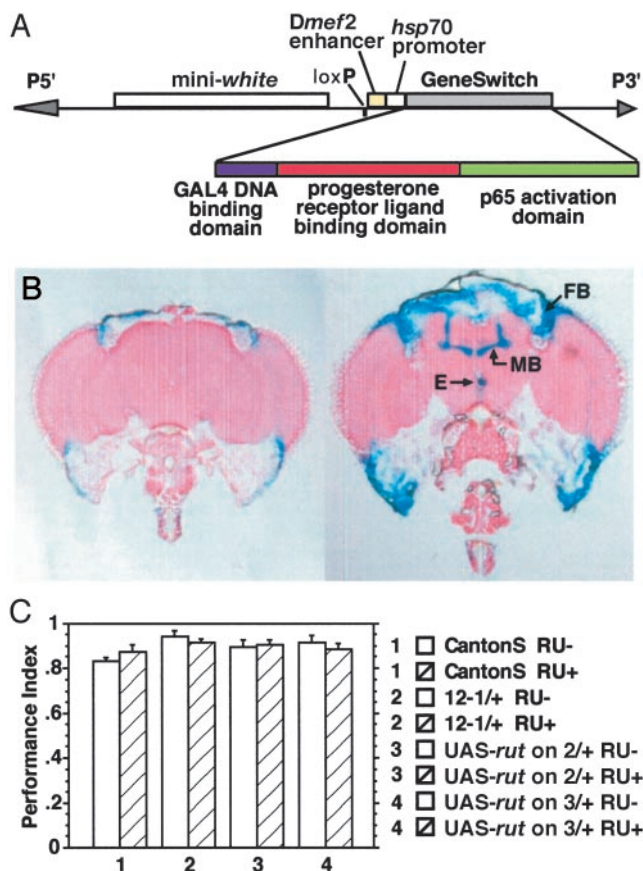 A
Dmef2 enhancer
hsp70 promoter
P5'
mini-white
loxP
GeneSwitch
P3'
GAL4 DNA binding domain
progesterone receptor ligand binding domain
p65 activation domain
B
FB
MB
E
C
Performance Index
1
.8
.6
.4
.2
0
1 2 3 4
1 CantonS RU-
1 CantonS RU+
2 12-1/+ RU-
2 12-1/+ RU+
3 UAS-rut on 2/+ RU-
3 UAS-rut on 2/+ RU+
4 UAS-rut on 3/+ RU-
4 UAS-rut on 3/+ RU+